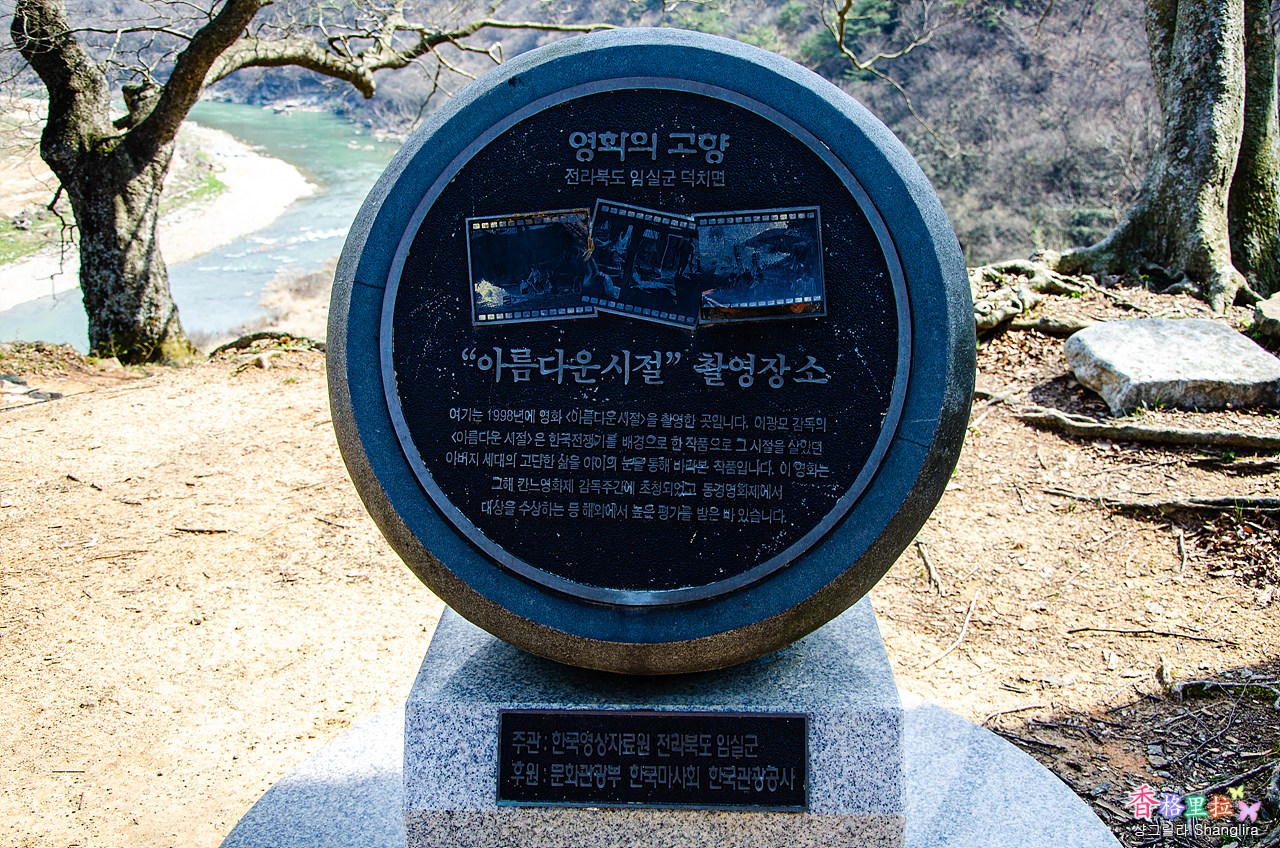 영화의 고향
전라북도 임실군 덕치면
“아름다운시절” 촬영장소
여기는 1998년에 영화 <아름다운시절>을 촬영한 곳입니다. 이광모 감독의
<아름다운 시절>은 한국전쟁기를 배경으로 한 작품으로 그 시절을 살았던
아버지 세대의 고단한 삶을 아이의 눈을 통해 바라본 작품입니다. 이 영화는
그해 칸느영화제 감독주간에 초청되었고 동경영화제에서
대상을 수상하는 등 해외에서 높은 평가를 받은 바 있습니다.
주관 : 한국영상자료원 전라북도 임실군
후원 : 문화관광부 한국마사회 한국관광공사
香格里拉
샹그릴라 Shanglira